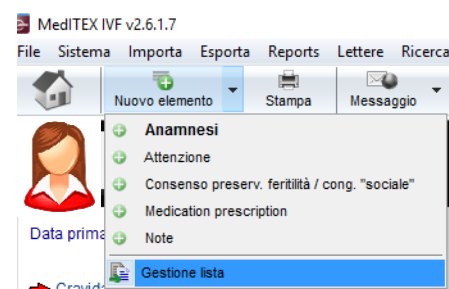 MedITEX IVF v2.6.1.7
File Sistema Importa Esporta Reports Lettere Ricerca
Nuovo elemento Stampa Messaggio
Anamnesi
Attenzione
Consenso preserv. feritilità / cong. "sociale"
Medication prescription
Note
Data prima
Gestione lista